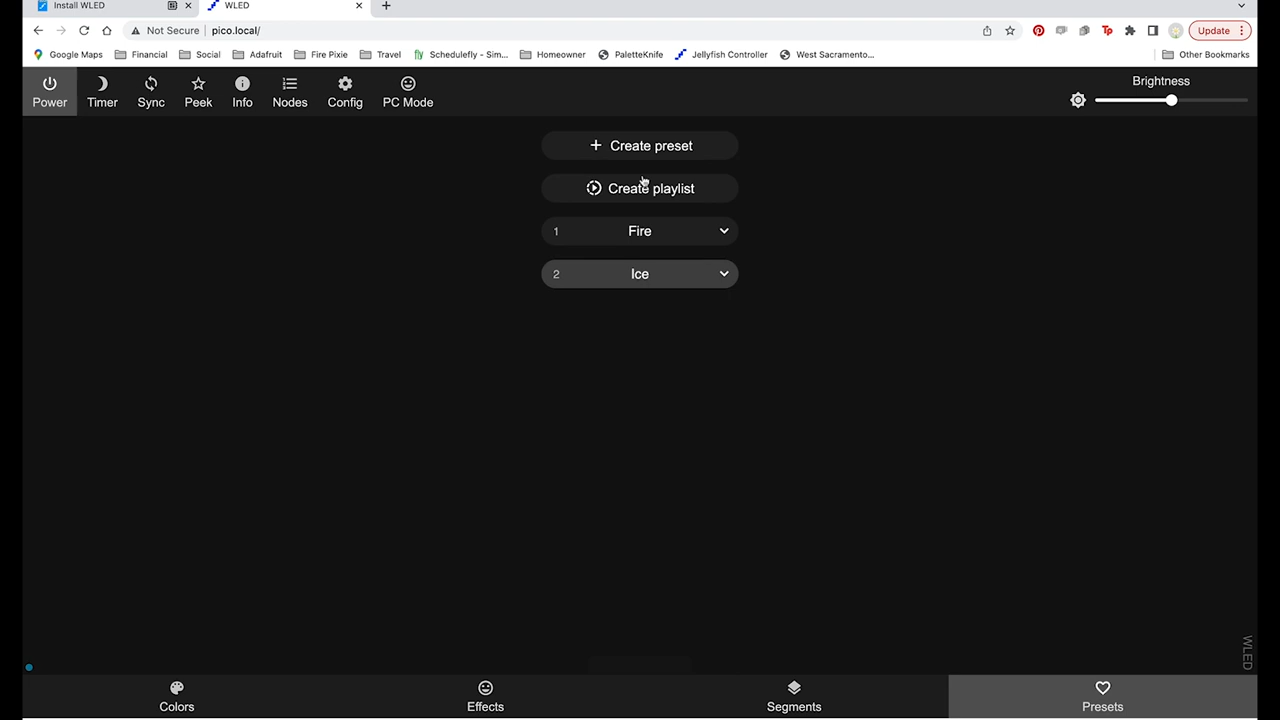 Install WLED
WLED
Not Secure
pico.local/
Update
Google Maps
Financial
Social
Adafruit
Fire Pixie
Travel
Schedulefly - Sim...
Homeowner
PaletteKnife
Jellyfish Controller
West Sacramento...
Other Bookmarks
Power
Timer
Sync
Peek
Info
Nodes
Config
PC Mode
Brightness
Create preset
Create playlist
1 Fire
2 Ice
WLED
Colors
Effects
Segments
Presets